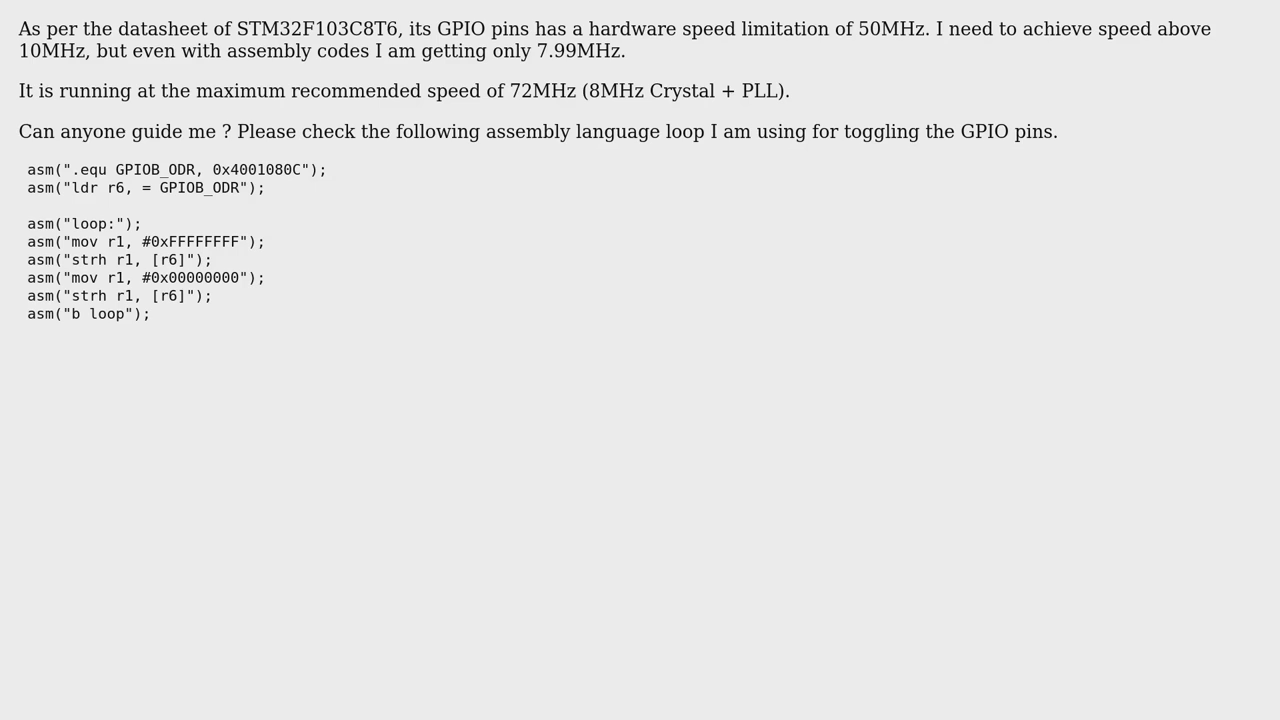 As per the datasheet of STM32F103C8T6, its GPIO pins has a hardware speed limitation of 50MHz. I need to achieve speed above
10MHz, but even with assembly codes I am getting only 7.99MHz.
It is running at the maximum recommended speed of 72MHz (8MHz Crystal + PLL).
Can anyone guide me ? Please check the following assembly language loop I am using for toggling the GPIO pins.
asm(".equ GPIOB_ODR, 0x4001080C");
asm("ldr r6, = GPIOB_ODR");
asm("loop:");
asm("mov r1, #0xFFFFFFFF");
asm("strh r1, [r6]");
asm("mov r1, #0x00000000");
asm("strh r1, [r6]");
asm("b loop");